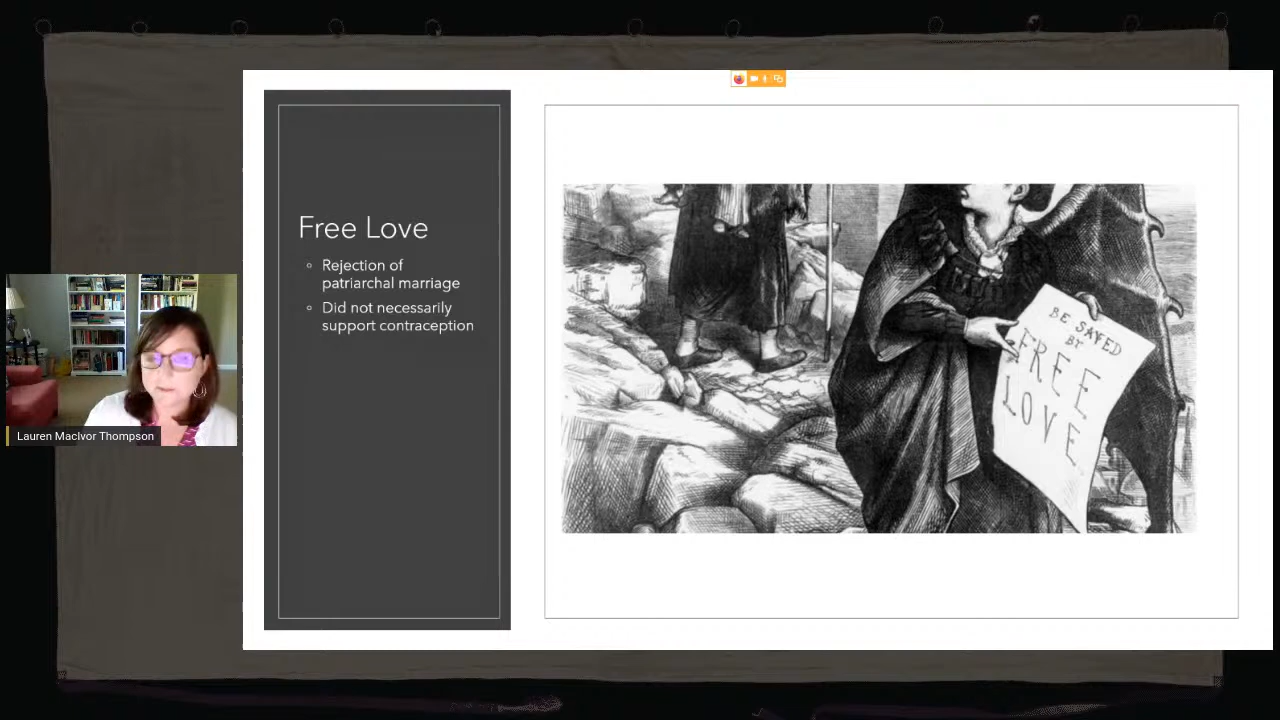 Free Love
Rejection of
patriarchal marriage
Did not necessarily
support contraception
BE SAVED
BY
FREE
LOVE
Lauren MacIvor Thompson